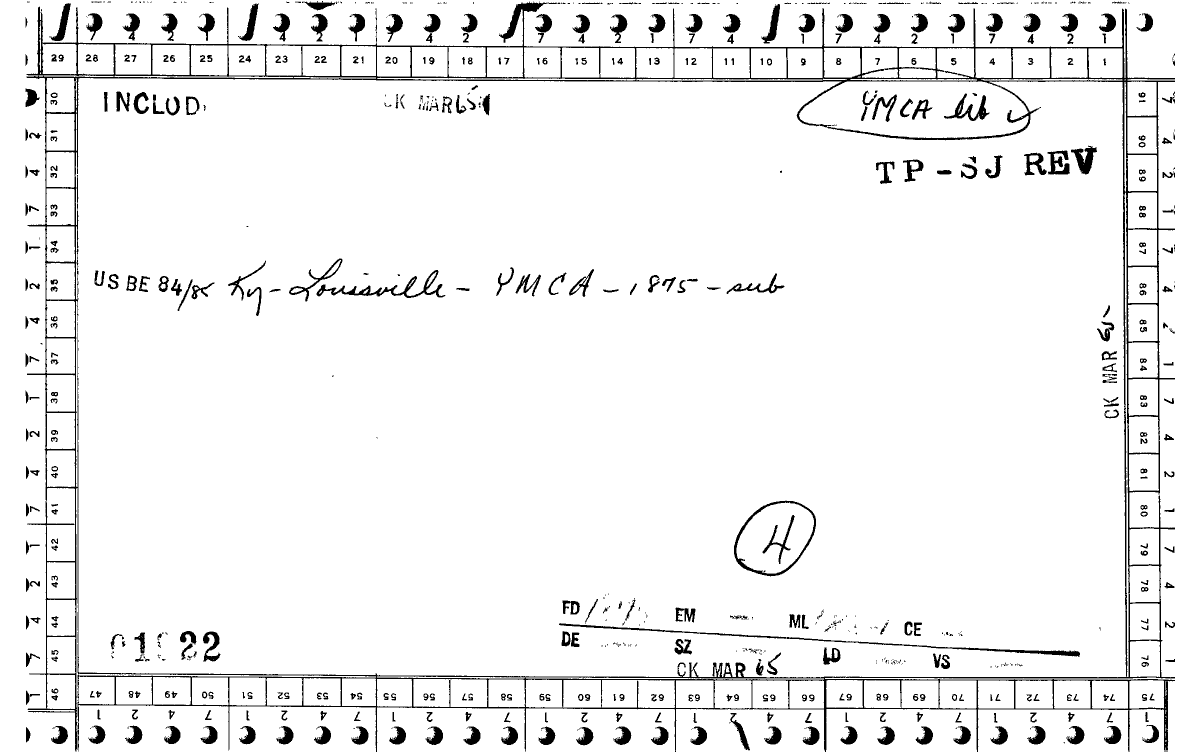 7 4 2 1 7 4 2 1 7 4 2 1 7 4 2 1 7 4 2 1 7 4 2 1 7 4 2 1
29 28 27 26 25 24 23 22 21 20 19 18 17 16 15 14 13 12 11 10 9 8 7 6 5 4 3 2 1
INCLUD CK MAR 65 YMCA lib ✓
TP-SJ REV
US BE 84/85 Ky - Louisville - YMCA - 1875 - sub
CK MAR 65
4
FD 1875 EM ML CE
DE SZ LD VS
CK MAR 65
22
30 31 32 33 34 35 36 37 38 39 40 41 42 43 44 45 46
91 90 89 88 87 86 85 84 83 82 81 80 79 78 77 76 75
47 48 49 50 51 52 53 54 55 56 57 58 59 60 61 62 63 64 65 66 67 68 69 70 71 72 73 74 75
1 2 4 7 1 2 4 7 1 2 4 7 1 2 4 7 1 2 4 7 1 2 4 7 1 2 4 7 1